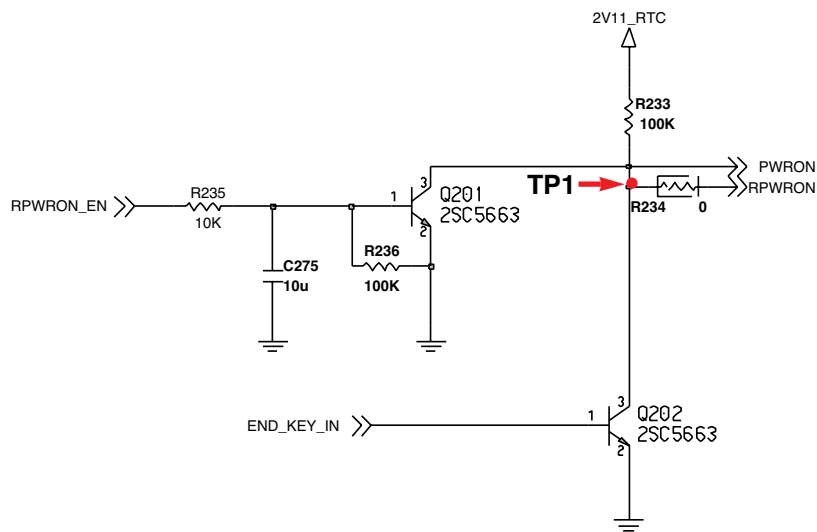 2V11_RTC
R233
100K
PWRON
3
Q201
TP1
RPWRON
R235
1
2SC5663
RPWRON_EN
R234
0
10K
2
R236
C275
10u
100K
3
Q202
1
2SC5663
END_KEY_IN
2